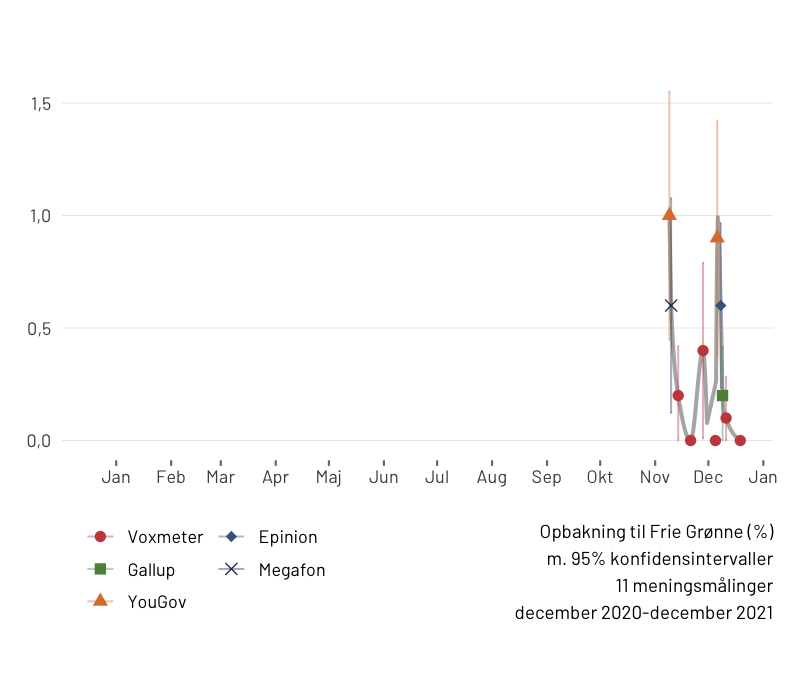 1,5
1,0
0,5
0,0
Jan Feb Mar Apr Maj Jun Jul Aug Sep Okt Nov Dec Jan
Voxmeter
Gallup
YouGov
Epinion
Megafon
Opbakning til Frie Grønne (%)
m. 95% konfidensintervaller
11 meningsmålinger
december 2020-december 2021